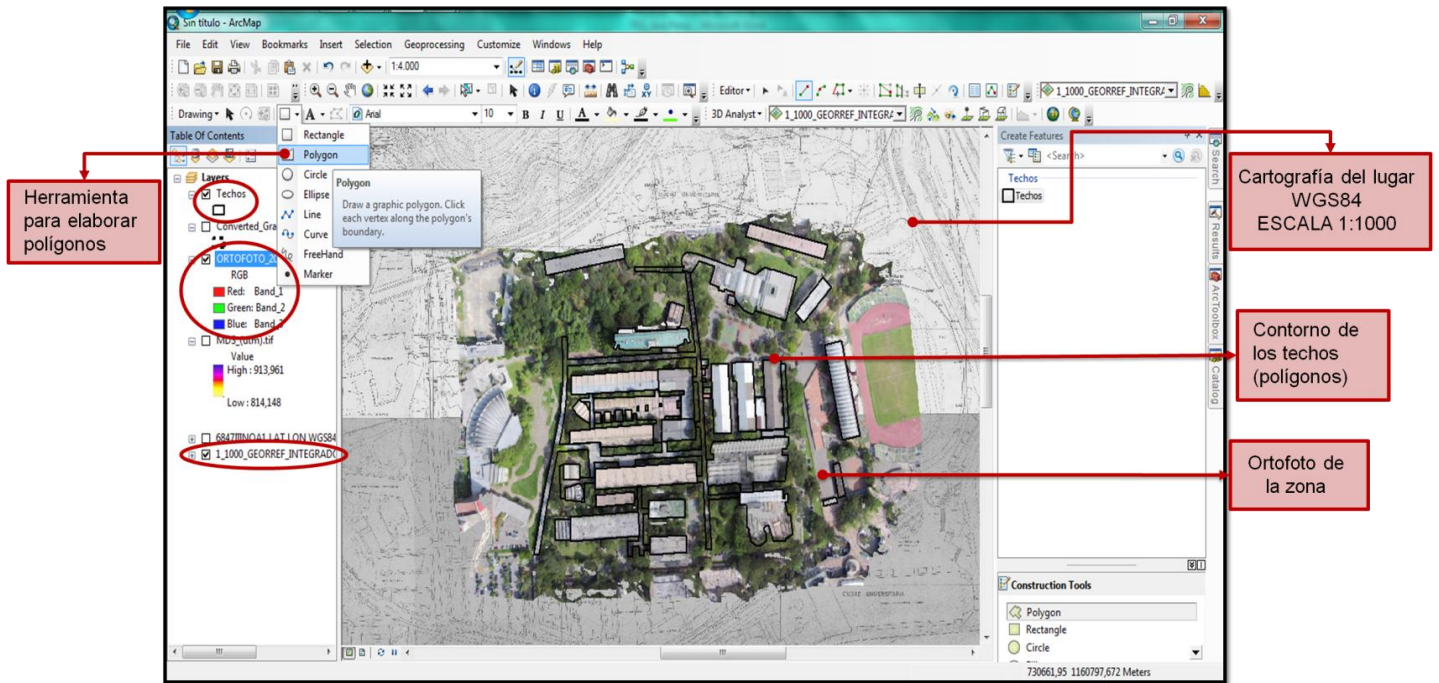 Sin título - ArcMap
File Edit View Bookmarks Insert Selection Geoprocessing Customize Windows Help
1:4.000
Editor
1_1000_GEORREF_INTEGRA
Drawing
A
Arial
10
B I U A
3D Analyst
1_1000_GEORREF_INTEGRA
Table Of Contents
Layers
Techos
Converted_Gra
ORTOFOTO_20
RGB
Red: Band_1
Green: Band_2
Blue: Band_3
MDS_(utm).tif
Value
High : 913,961
Low : 814,148
6847IIINOA1 LAT LON WGS84
1_1000_GEORREF_INTEGRADO
Rectangle
Polygon
Circle
Ellipse
Line
Curve
FreeHand
Marker
Polygon
Draw a graphic polygon. Click
each vertex along the polygon's
boundary.
Create Features
<Search>
Techos
Techos
Construction Tools
Polygon
Rectangle
Circle
Search
Results
ArcToolbox
Catalog
730661,95 1160797,672 Meters
Herramienta
para elaborar
polígonos
Cartografía del lugar
WGS84
ESCALA 1:1000
Contorno de
los techos
(polígonos)
Ortofoto de
la zona